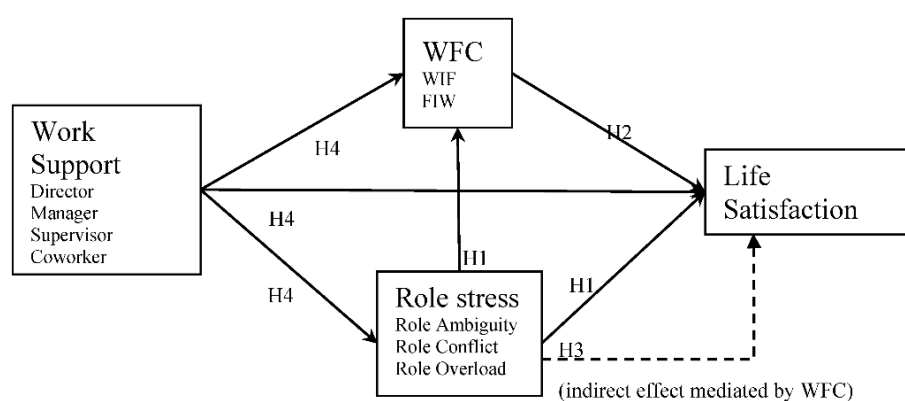 WFC
WIF
FIW
Work
Support
Director
Manager
Supervisor
Coworker
H4
H2
Life
Satisfaction
H4
H4
H1
H1
Role stress
Role Ambiguity
Role Conflict
Role Overload
H3
(indirect effect mediated by WFC)